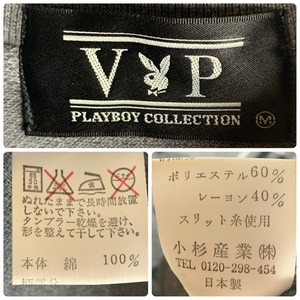 V P
PLAYBOY COLLECTION
M
ぬれたままで長時間放置
しないで下さい。
タンブラー乾燥を避け、
形を整えて干して下さい。
本体 綿 100%
ポリエステル60%
レーヨン40%
スリット糸使用
小杉産業(株)
TEL 0120-298-454
日本製